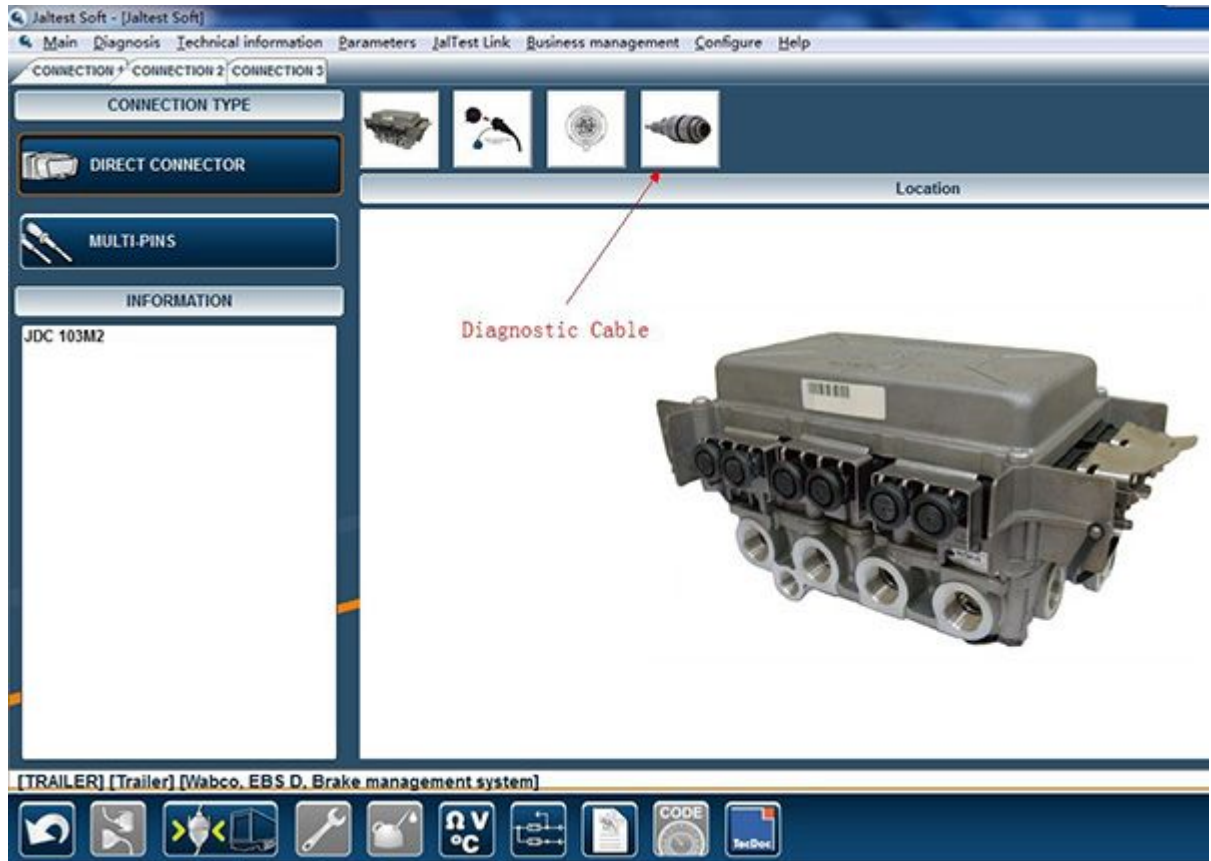 Jaltest Soft - [Jaltest Soft]
Main Diagnosis Technical information Parameters JalTest Link Business management Configure Help
CONNECTION 1 CONNECTION 2 CONNECTION 3
CONNECTION TYPE
DIRECT CONNECTOR
MULTI-PINS
INFORMATION
JDC 103M2
Location
Diagnostic Cable
[TRAILER] [Trailer] [Wabco, EBS D, Brake management system]
Ω V
°C
CODE
TecDoc